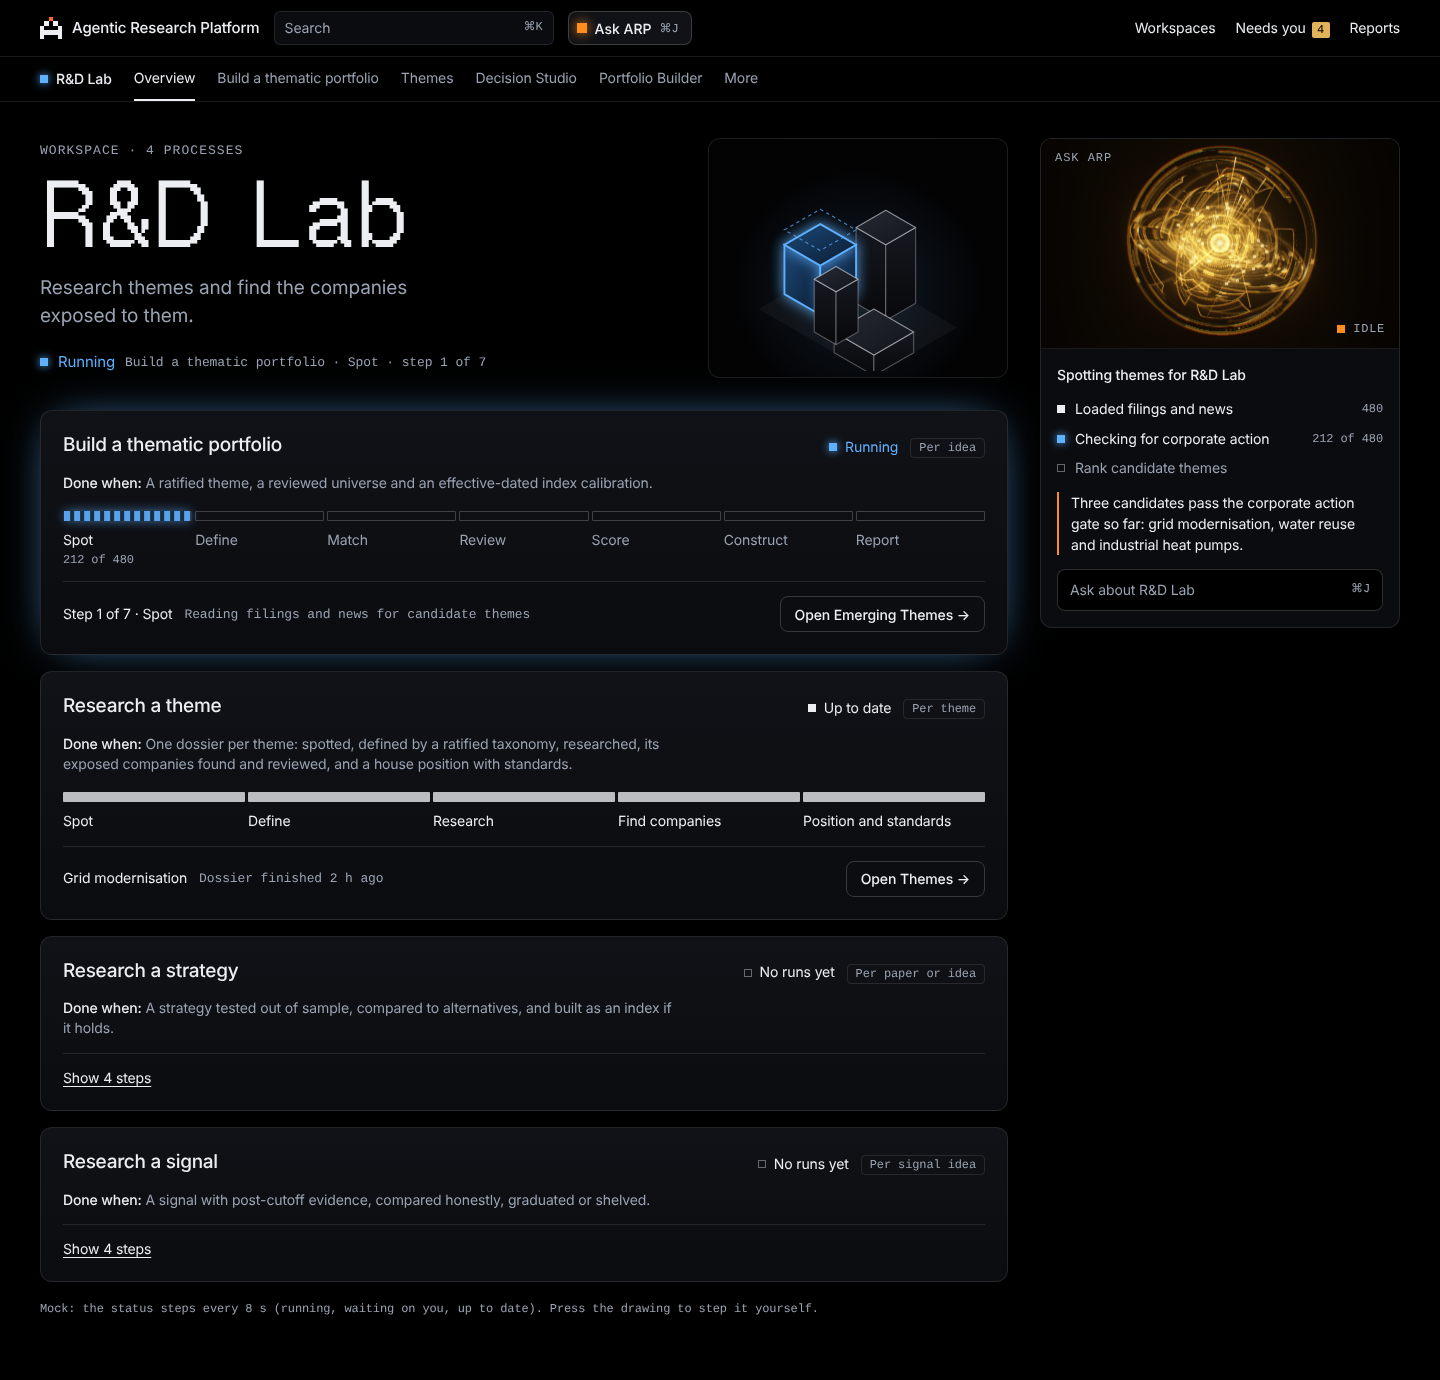 Agentic Research Platform
Search ⌘K
Ask ARP ⌘J
Workspaces
Needs you 4
Reports
R&D Lab
Overview
Build a thematic portfolio
Themes
Decision Studio
Portfolio Builder
More
WORKSPACE · 4 PROCESSES
R&D Lab
Research themes and find the companies
exposed to them.
Running Build a thematic portfolio · Spot · step 1 of 7
Build a thematic portfolio
Running Per idea
Done when: A ratified theme, a reviewed universe and an effective-dated index calibration.
Spot Define Match Review Score Construct Report
212 of 480
Step 1 of 7 · Spot Reading filings and news for candidate themes
Open Emerging Themes →
Research a theme
Up to date Per theme
Done when: One dossier per theme: spotted, defined by a ratified taxonomy, researched, its
exposed companies found and reviewed, and a house position with standards.
Spot Define Research Find companies Position and standards
Grid modernisation Dossier finished 2 h ago
Open Themes →
Research a strategy
No runs yet Per paper or idea
Done when: A strategy tested out of sample, compared to alternatives, and built as an index if
it holds.
Show 4 steps
Research a signal
No runs yet Per signal idea
Done when: A signal with post-cutoff evidence, compared honestly, graduated or shelved.
Show 4 steps
Mock: the status steps every 8 s (running, waiting on you, up to date). Press the drawing to step it yourself.
ASK ARP
IDLE
Spotting themes for R&D Lab
Loaded filings and news 480
Checking for corporate action 212 of 480
Rank candidate themes
Three candidates pass the corporate action
gate so far: grid modernisation, water reuse
and industrial heat pumps.
Ask about R&D Lab ⌘J